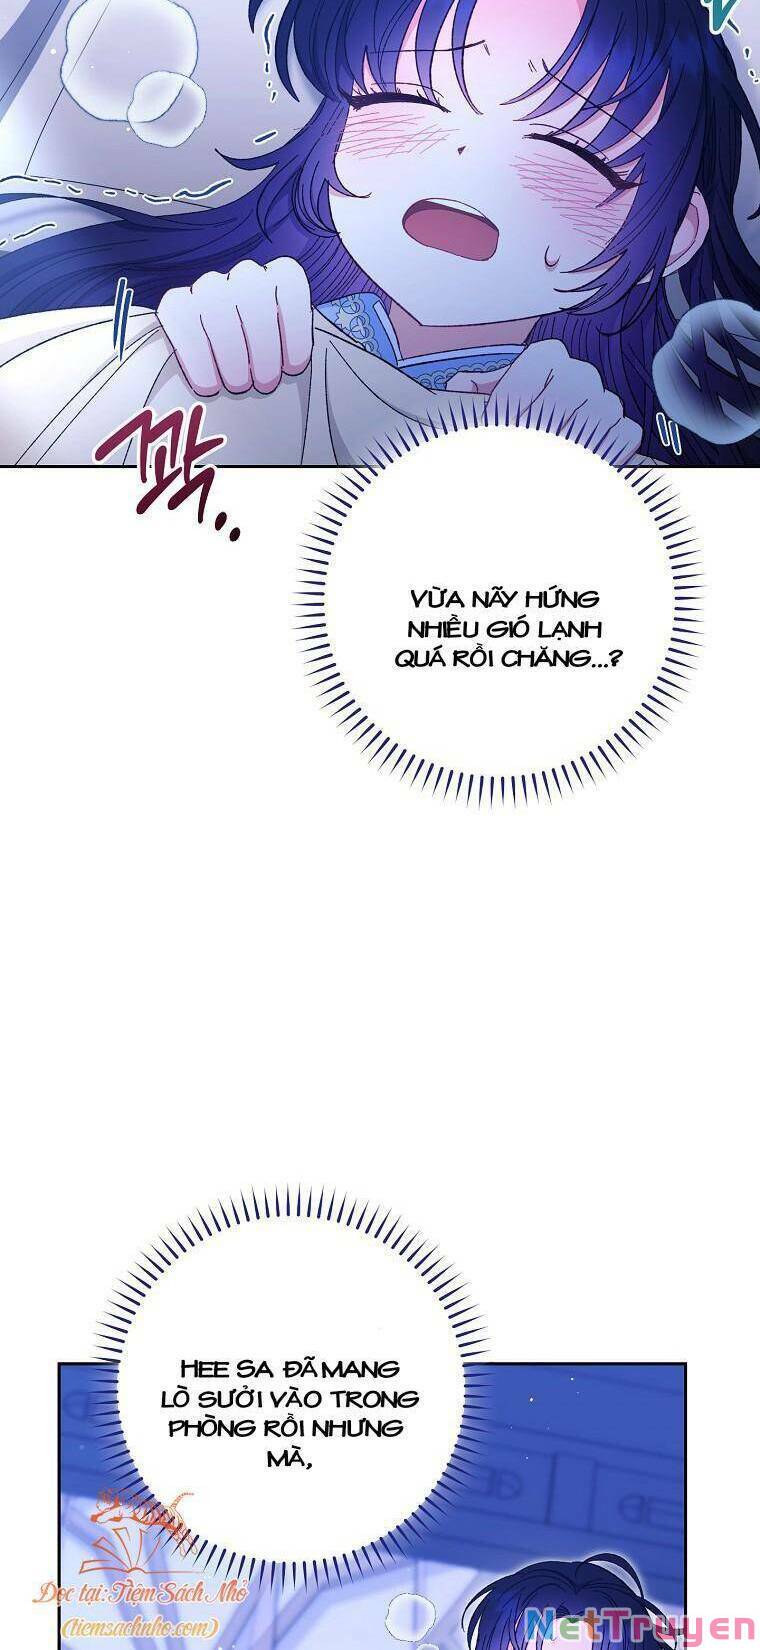 꽈..
VỪA NÃY HỨNG
NHIỀU GIÓ LẠNH
QUÁ RỒI CHĂNG...?
HEE SA ĐÃ MANG
LÒ SƯỞI VÀO TRONG
PHÒNG RỒI NHƯNG
MÀ,
Đọc tại: Tiệm Sách Nhỏ
(tiemsachnho.com)
NetTruyen